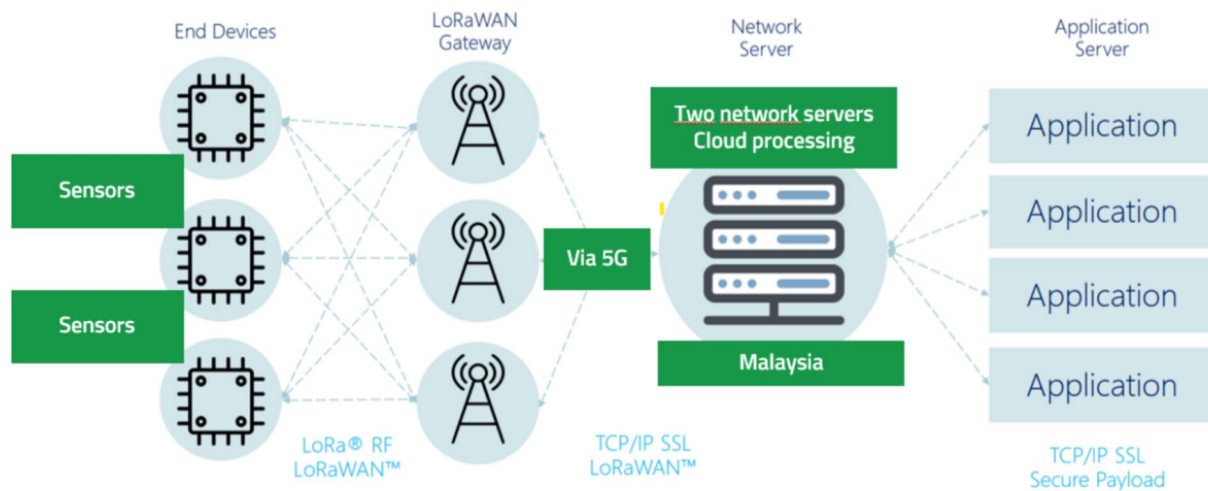 End Devices
LoRaWAN
Gateway
Network
Server
Application
Server
Two network servers
Cloud processing
Sensors
Sensors
Via 5G
Malaysia
Application
Application
Application
Application
LoRa® RF
LoRaWAN™
TCP/IP SSL
LoRaWAN™
TCP/IP SSL
Secure Payload